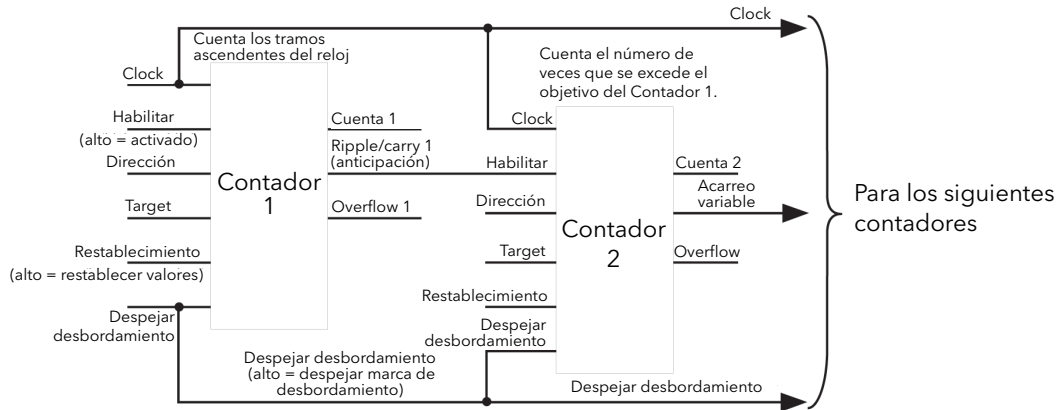 Clock
Cuenta los tramos
ascendentes del reloj
Clock
Habilitar
(alto = activado)
Dirección
Target
Restablecimiento
(alto = restablecer valores)
Despejar
desbordamiento
Contador
1
Cuenta 1
Ripple/carry 1
(anticipación)
Overflow 1
Cuenta el número de
veces que se excede el
objetivo del Contador 1.
Clock
Habilitar
Dirección
Target
Restablecimiento
Despejar
desbordamiento
Contador
2
Cuenta 2
Acarreo
variable
Overflow
Despejar desbordamiento
(alto = despejar marca de
desbordamiento)
Despejar desbordamiento
Para los siguientes
contadores